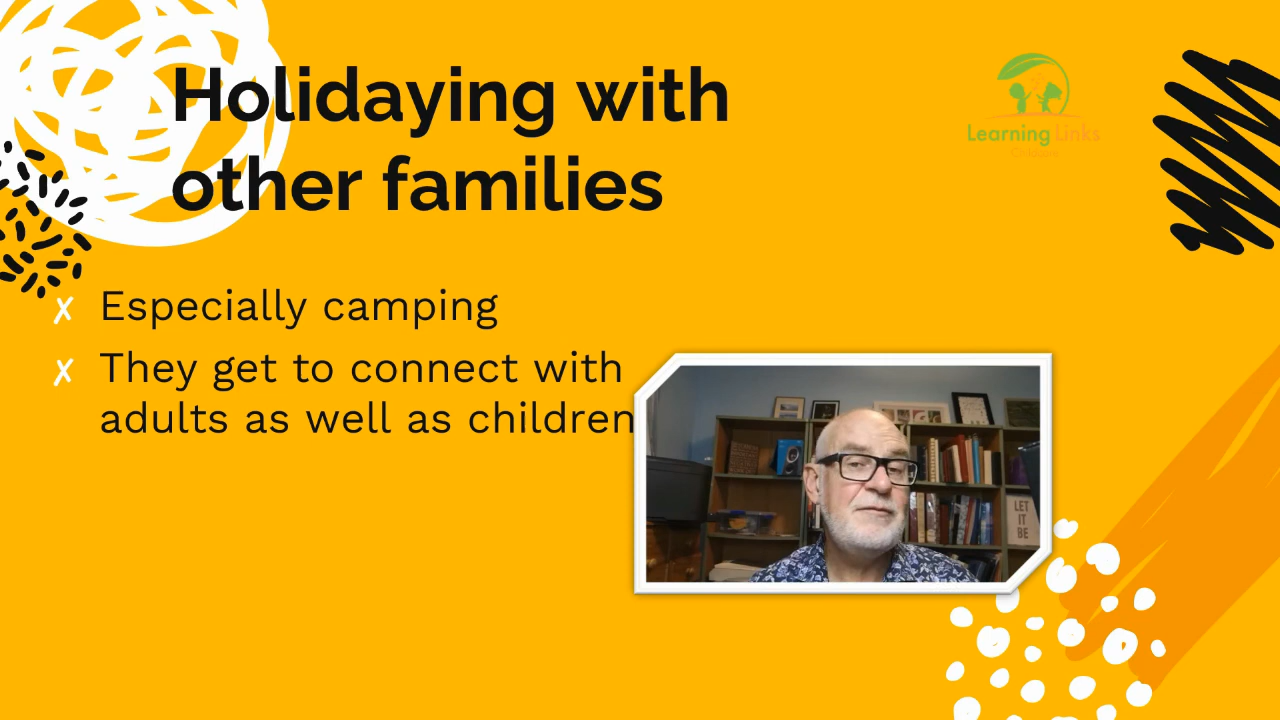 Holidaying with
other families
Learning Links
✗ Especially camping
✗ They get to connect with
adults as well as children
LET
IT
BE